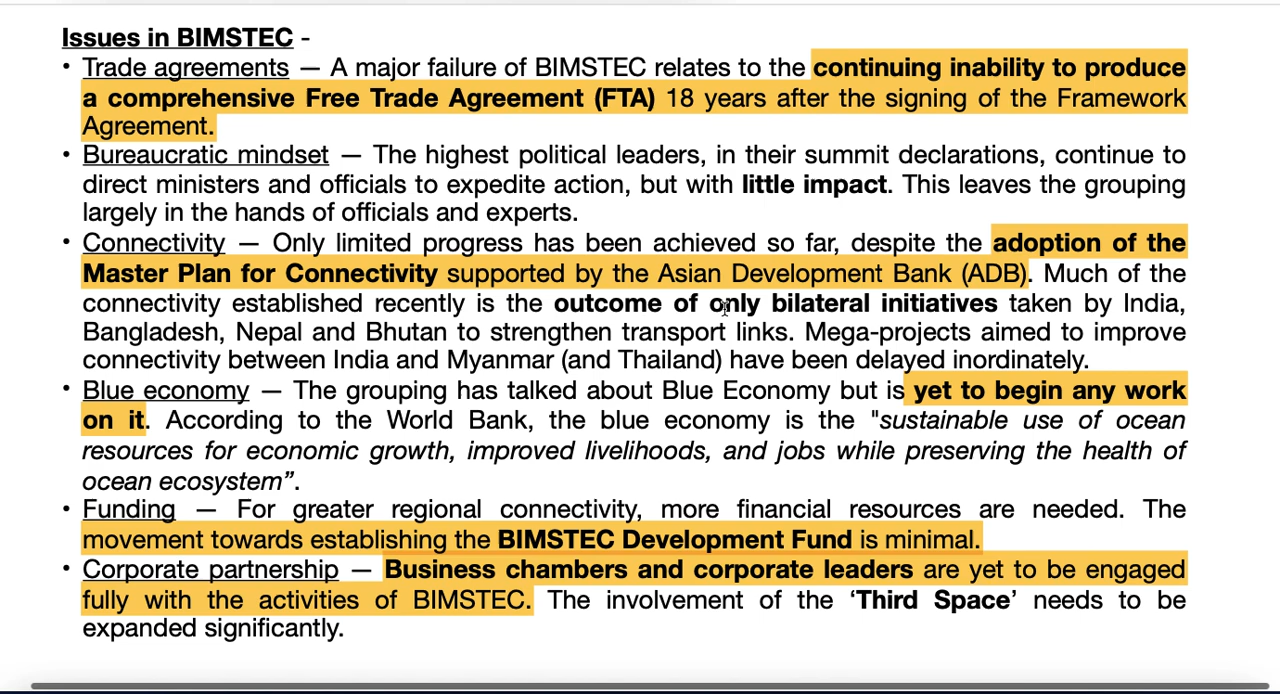 Issues in BIMSTEC -
• Trade agreements — A major failure of BIMSTEC relates to the continuing inability to produce
a comprehensive Free Trade Agreement (FTA) 18 years after the signing of the Framework
Agreement.
• Bureaucratic mindset — The highest political leaders, in their summit declarations, continue to
direct ministers and officials to expedite action, but with little impact. This leaves the grouping
largely in the hands of officials and experts.
• Connectivity — Only limited progress has been achieved so far, despite the adoption of the
Master Plan for Connectivity supported by the Asian Development Bank (ADB). Much of the
connectivity established recently is the outcome of only bilateral initiatives taken by India,
Bangladesh, Nepal and Bhutan to strengthen transport links. Mega-projects aimed to improve
connectivity between India and Myanmar (and Thailand) have been delayed inordinately.
• Blue economy — The grouping has talked about Blue Economy but is yet to begin any work
on it. According to the World Bank, the blue economy is the "sustainable use of ocean
resources for economic growth, improved livelihoods, and jobs while preserving the health of
ocean ecosystem”.
• Funding — For greater regional connectivity, more financial resources are needed. The
movement towards establishing the BIMSTEC Development Fund is minimal.
• Corporate partnership — Business chambers and corporate leaders are yet to be engaged
fully with the activities of BIMSTEC. The involvement of the ‘Third Space’ needs to be
expanded significantly.